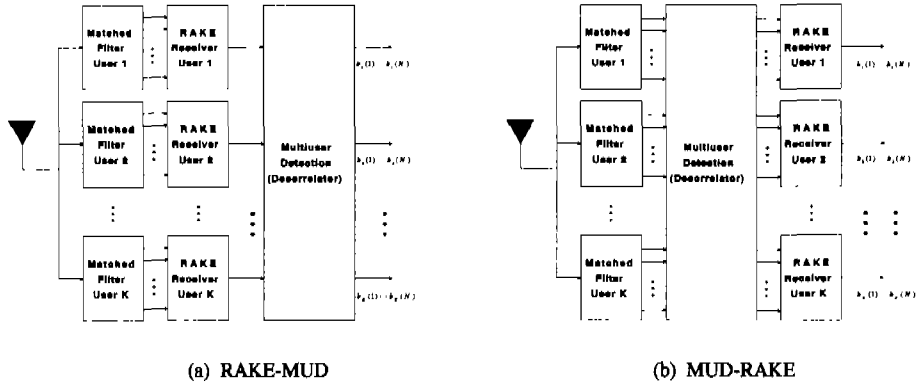 Matched
Filter
User 1
RAKE
Receiver
User 1
Matched
Filter
User 2
RAKE
Receiver
User 2
Matched
Filter
User K
RAKE
Receiver
User K
Multiuser
Detection
(Decorrelator)
(a) RAKE-MUD
Matched
Filter
User 1
RAKE
Receiver
User 1
Matched
Filter
User 2
RAKE
Receiver
User 2
Matched
Filter
User K
RAKE
Receiver
User K
Multiuser
Detection
(Decorrelator)
(b) MUD-RAKE